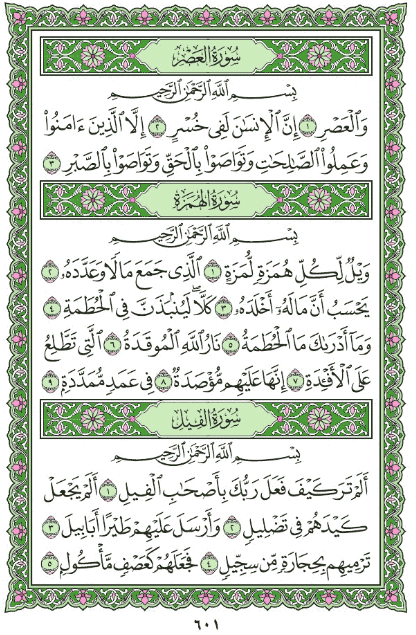 سُورَةُ العَصْرِ
بِسْمِ ٱللَّهِ ٱلرَّحْمَٰنِ ٱلرَّحِيمِ
وَٱلْعَصْرِ ١ إِنَّ ٱلْإِنسَٰنَ لَفِى خُسْرٍ ٢ إِلَّا ٱلَّذِينَ ءَامَنُوا۟
وَعَمِلُوا۟ ٱلصَّٰلِحَٰتِ وَتَوَاصَوْا۟ بِٱلْحَقِّ وَتَوَاصَوْا۟ بِٱلصَّبْرِ ٣
سُورَةُ الهُمَزَةِ
بِسْمِ ٱللَّهِ ٱلرَّحْمَٰنِ ٱلرَّحِيمِ
وَيْلٌ لِّكُلِّ هُمَزَةٍ لُّمَزَةٍ ١ ٱلَّذِى جَمَعَ مَالًا وَعَدَّدَهُۥ ٢
يَحْسَبُ أَنَّ مَالَهُۥٓ أَخْلَدَهُۥ ٣ كَلَّا ۖ لَيُنۢبَذَنَّ فِى ٱلْحُطَمَةِ ٤
وَمَآ أَدْرَىٰكَ مَا ٱلْحُطَمَةُ ٥ نَارُ ٱللَّهِ ٱلْمُوقَدَةُ ٦ ٱلَّتِى تَطَّلِعُ
عَلَى ٱلْأَفْـِٔدَةِ ٧ إِنَّهَا عَلَيْهِم مُّؤْصَدَةٌ ٨ فِى عَمَدٍ مُّمَدَّدَةٍۭ ٩
سُورَةُ الفِيلِ
بِسْمِ ٱللَّهِ ٱلرَّحْمَٰنِ ٱلرَّحِيمِ
أَلَمْ تَرَ كَيْفَ فَعَلَ رَبُّكَ بِأَصْحَٰبِ ٱلْفِيلِ ١ أَلَمْ يَجْعَلْ
كَيْدَهُمْ فِى تَضْلِيلٍ ٢ وَأَرْسَلَ عَلَيْهِمْ طَيْرًا أَبَابِيلَ ٣
تَرْمِيهِم بِحِجَارَةٍ مِّن سِجِّيلٍ ٤ فَجَعَلَهُمْ كَعَصْفٍ مَّأْكُولٍۭ ٥
٦٠١